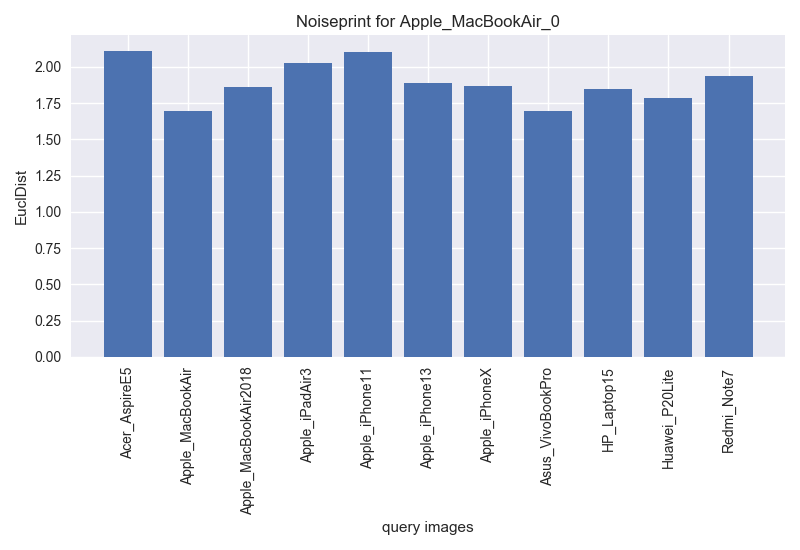 Noiseprint for Apple_MacBookAir_0
EuclDist
2.00
1.75
1.50
1.25
1.00
0.75
0.50
0.25
0.00
Acer_AspireE5
Apple_MacBookAir
Apple_MacBookAir2018
Apple_iPadAir3
Apple_iPhone11
Apple_iPhone13
Apple_iPhoneX
Asus_VivoBookPro
HP_Laptop15
Huawei_P20Lite
Redmi_Note7
query images